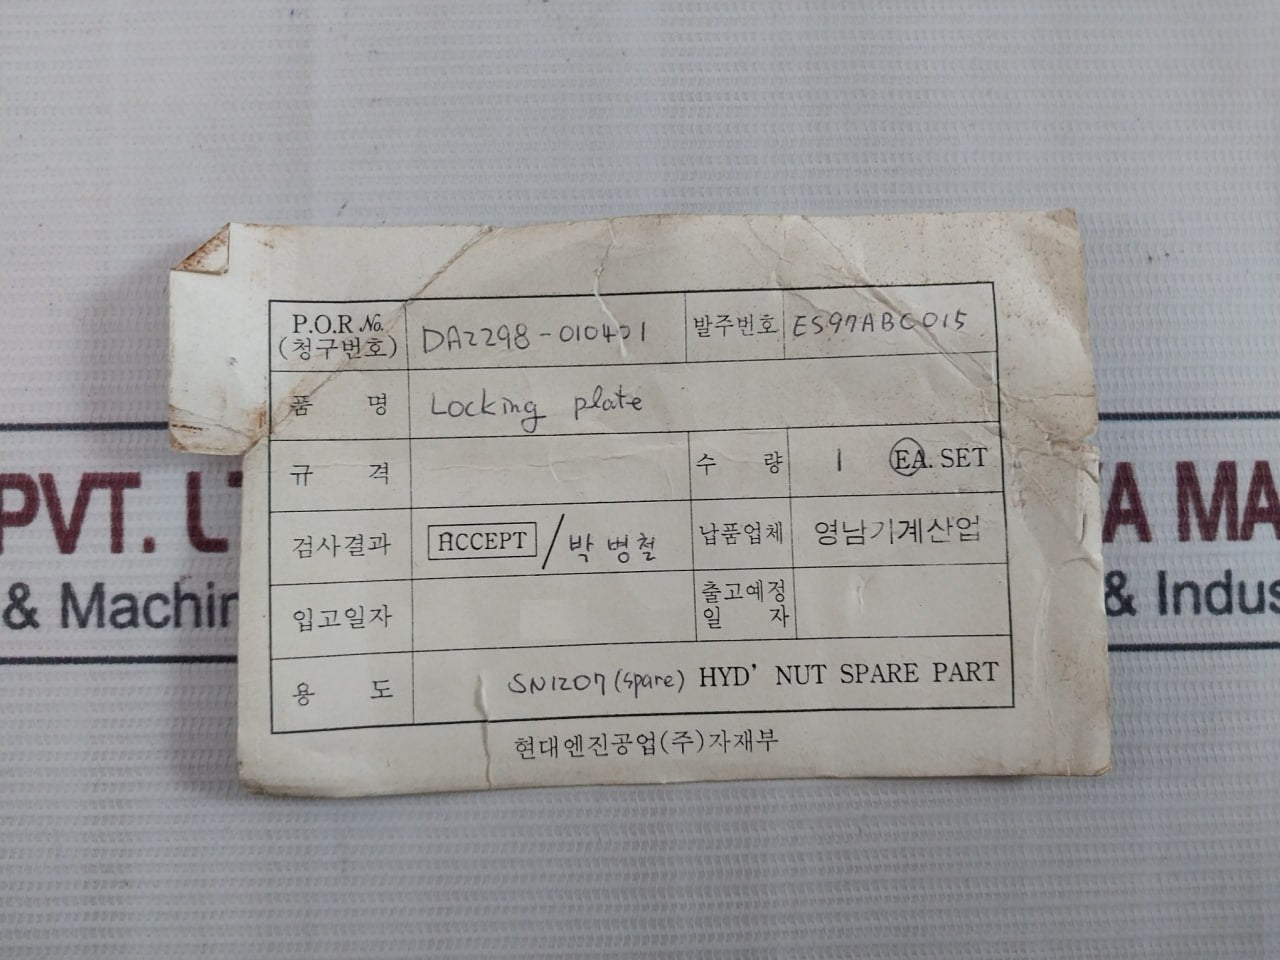 P.O.R No. DA2298-010401 발주번호 ES97ABC015
(청구번호)
품 명 Locking plate
규 격 수 량 1 EA. SET
검사결과 ACCEPT / 박병철 납품업체 영남기계산업
입고일자 출고예정
일 자
용 도 SN1207 (spare) HYD' NUT SPARE PART
현대엔진공업(주)자재부
PVT. A MA
& Machin & Indus